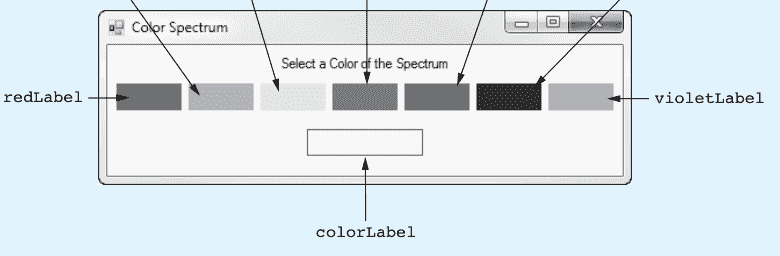 Color Spectrum
Select a Color of the Spectrum
redLabel
violetLabel
colorLabel